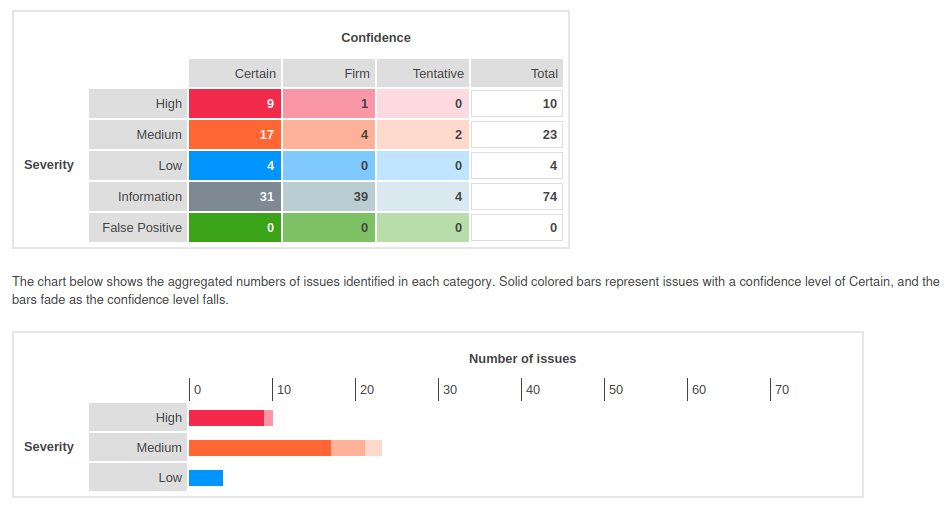 Confidence
Certain Firm Tentative Total
High 9 1 0 10
Medium 17 4 2 23
Severity Low 4 0 0 4
Information 31 39 4 74
False Positive 0 0 0 0
The chart below shows the aggregated numbers of issues identified in each category. Solid colored bars represent issues with a confidence level of Certain, and the
bars fade as the confidence level falls.
Number of issues
0 10 20 30 40 50 60 70
High
Severity Medium
Low